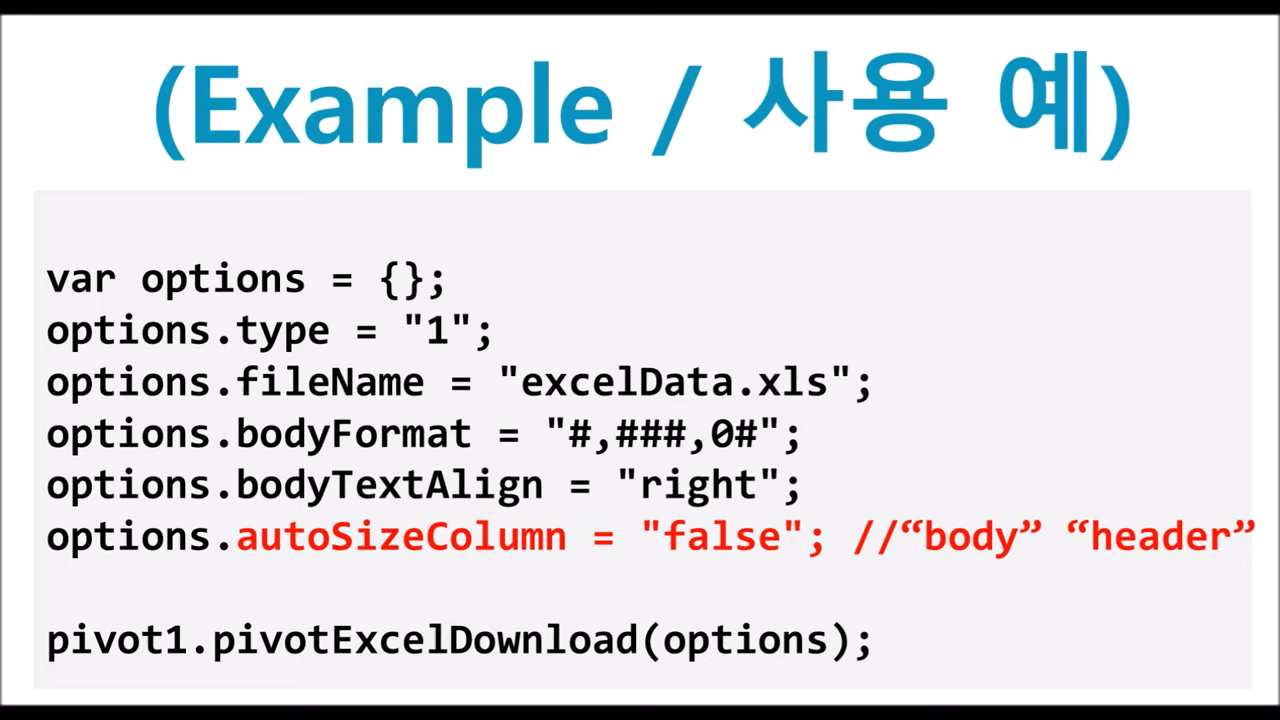 (Example / 사용 예)
var options = {};
options.type = "1";
options.fileName = "excelData.xls";
options.bodyFormat = "#,###,0#";
options.bodyTextAlign = "right";
options.autoSizeColumn = "false"; //“body” “header”
pivot1.pivotExcelDownload(options);